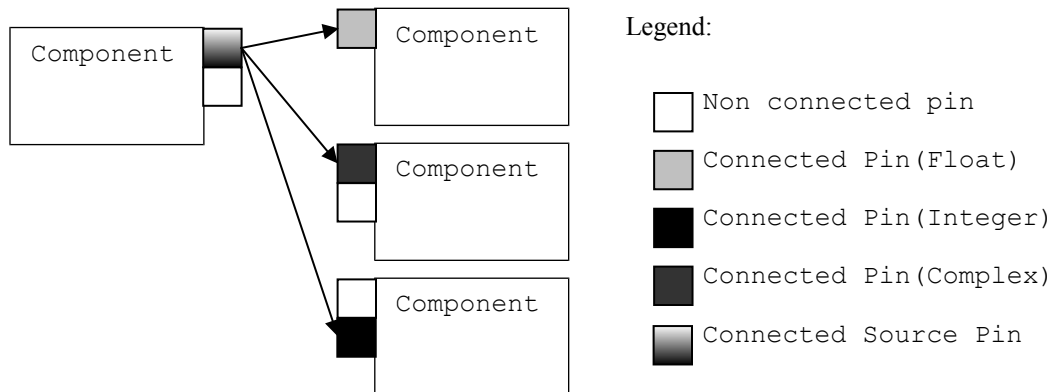 Component
Component
Component
Component
Legend:
Non connected pin
Connected Pin(Float)
Connected Pin(Integer)
Connected Pin(Complex)
Connected Source Pin